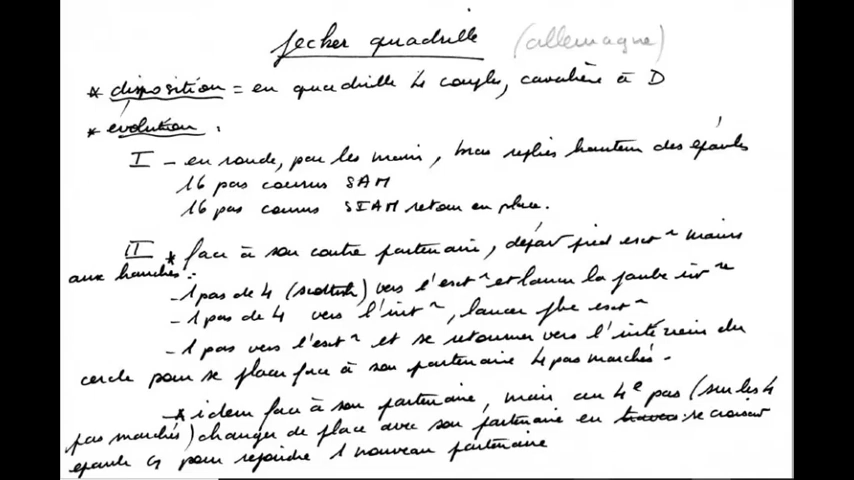 Jecker quadrille (allemagne)
* disposition = en quadrille 4 couples, cavalière à D
* évolution :
I - en ronde, par les mains, bras repliés hauteur des épaules
16 pas courus SAM
16 pas courus SIAM retour en place.
II * face à son contre partenaire, départ pied ext r mains
aux hanches :
- 1 pas de 4 (scottish) vers l'ext r et lancer la jambe int re
- 1 pas de 4 vers l'int r, lancer jbe ext r
- 1 pas vers l'ext r et se retourner vers l'intérieur du
cercle pour se placer face à son partenaire 4 pas marchés.
* idem face à son partenaire, mais au 4e pas (sur les 4
pas marchés) changer de place avec son partenaire en se croisant
épaule G pour rejoindre 1 nouveau partenaire